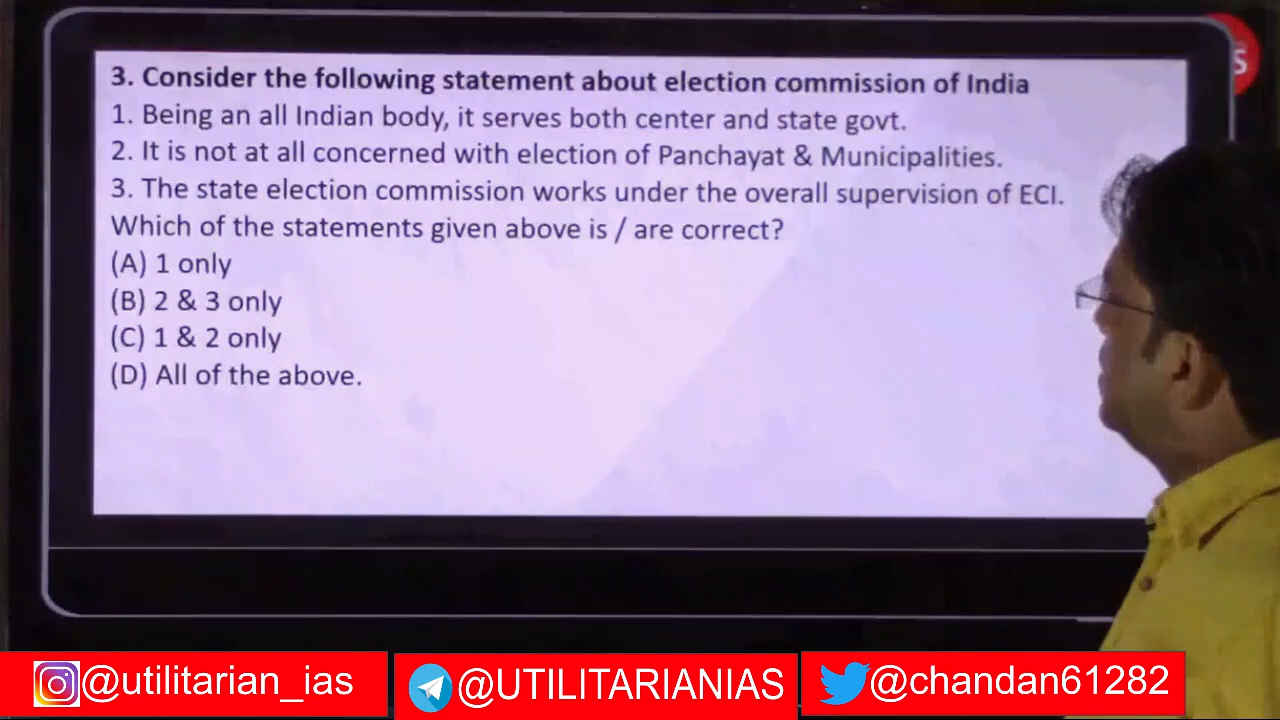 3. Consider the following statement about election commission of India
1. Being an all Indian body, it serves both center and state govt.
2. It is not at all concerned with election of Panchayat & Municipalities.
3. The state election commission works under the overall supervision of ECI.
Which of the statements given above is / are correct?
(A) 1 only
(B) 2 & 3 only
(C) 1 & 2 only
(D) All of the above.
@utilitarian_ias
@UTILITARIANIAS
@chandan61282